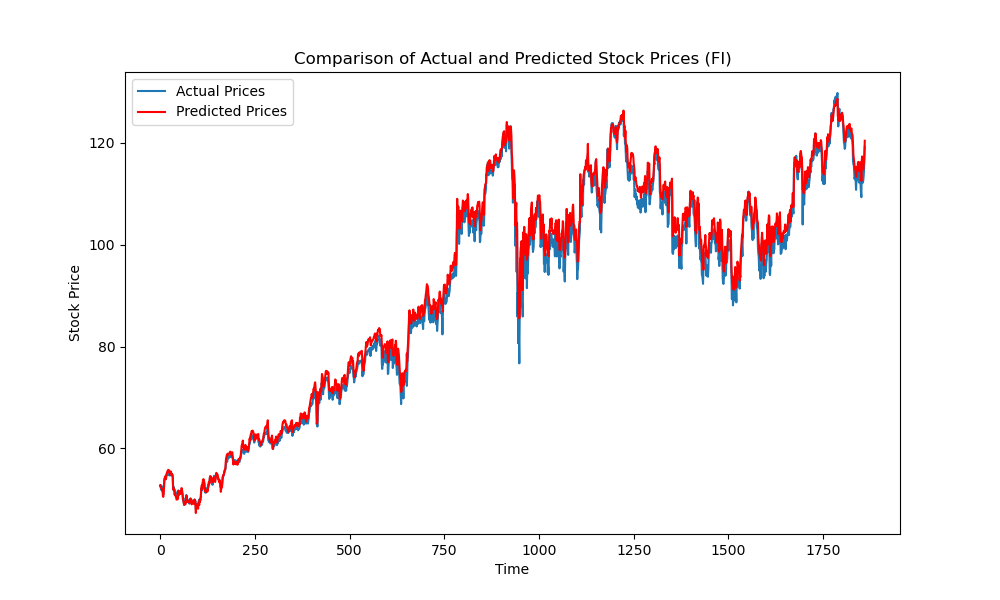 Comparison of Actual and Predicted Stock Prices (FI)
Actual Prices
Predicted Prices
120
100
80
60
Stock Price
0 250 500 750 1000 1250 1500 1750
Time